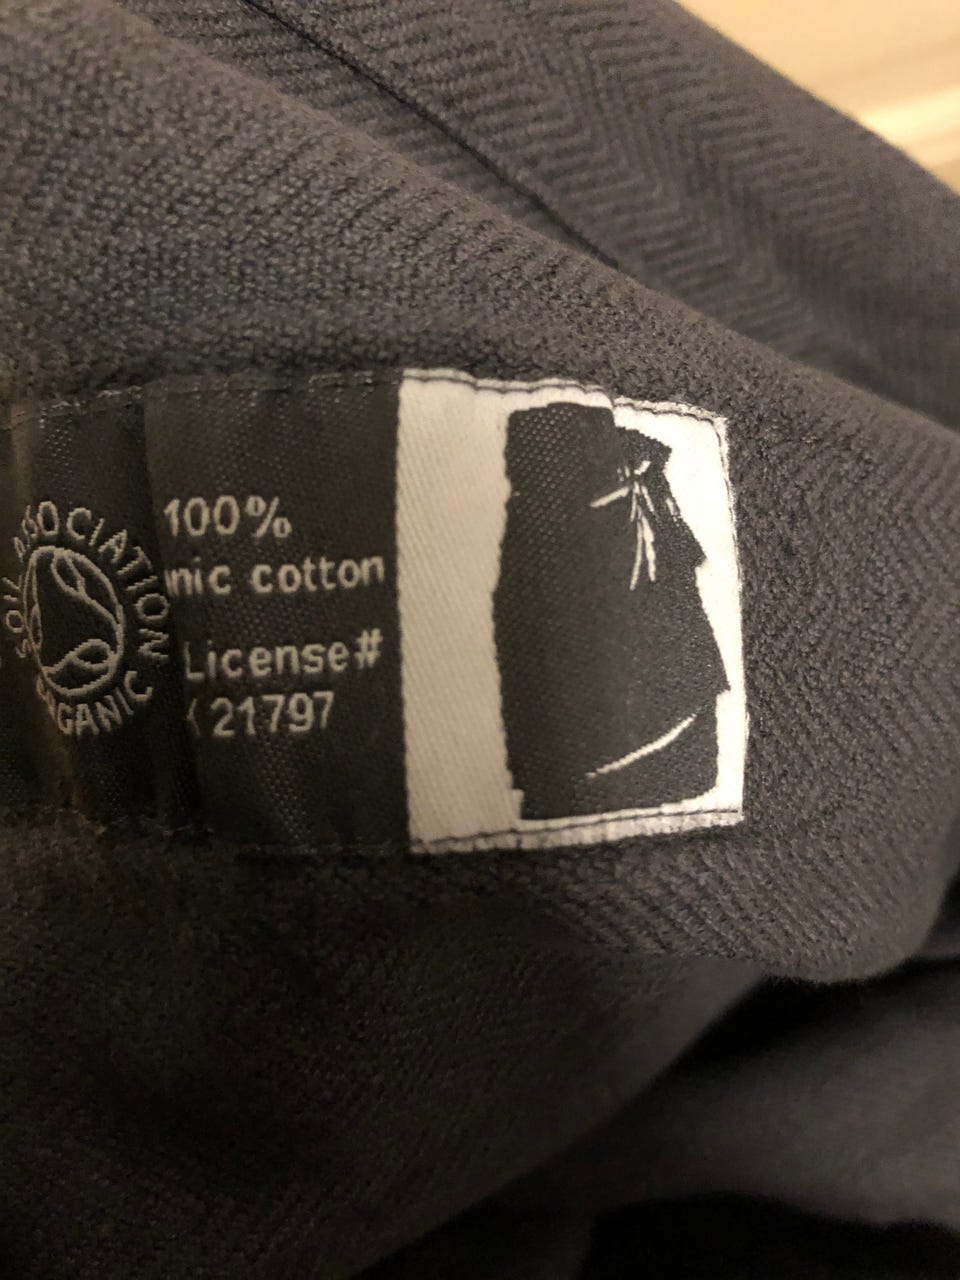 SOIL ASSOCIATION
ORGANIC
100%
nic cotton
License#
21797